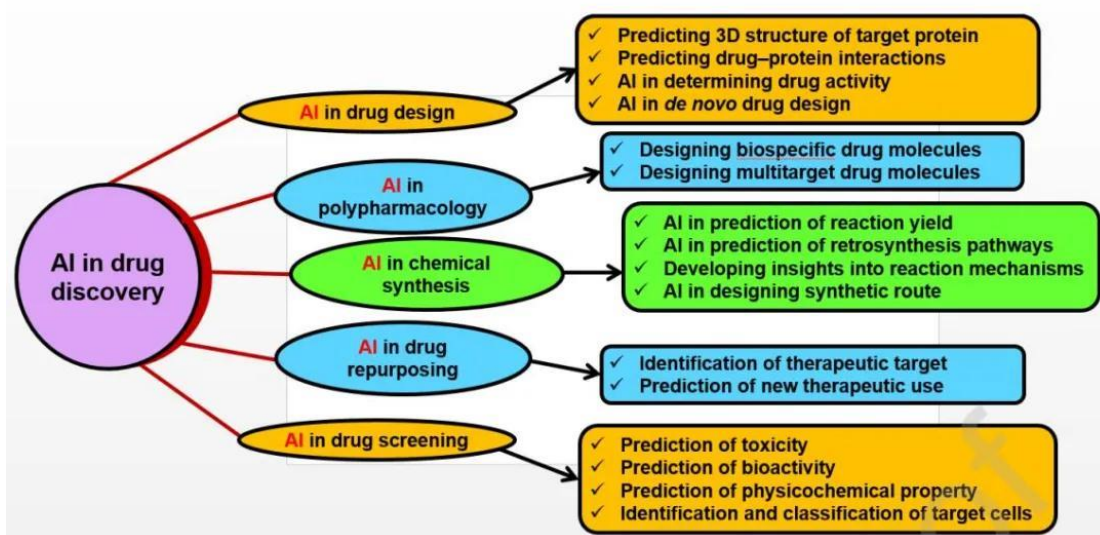 AI in drug
discovery
AI in drug design
✓ Predicting 3D structure of target protein
✓ Predicting drug–protein interactions
✓ AI in determining drug activity
✓ AI in de novo drug design
AI in
polypharmacology
✓ Designing biospecific drug molecules
✓ Designing multitarget drug molecules
AI in chemical
synthesis
✓ AI in prediction of reaction yield
✓ AI in prediction of retrosynthesis pathways
✓ Developing insights into reaction mechanisms
✓ AI in designing synthetic route
AI in drug
repurposing
✓ Identification of therapeutic target
✓ Prediction of new therapeutic use
AI in drug screening
✓ Prediction of toxicity
✓ Prediction of bioactivity
✓ Prediction of physicochemical property
✓ Identification and classification of target cells